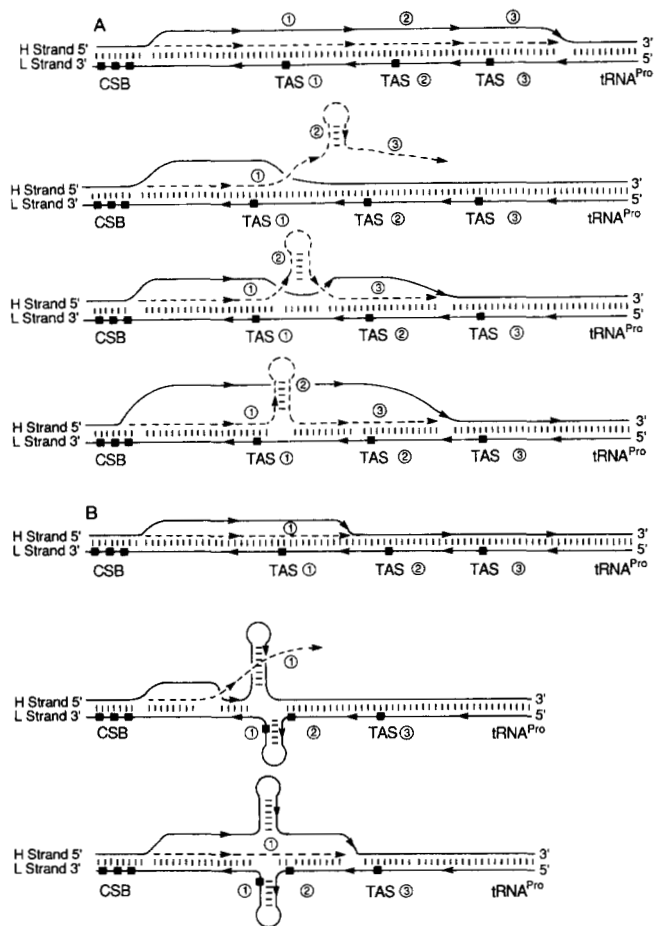 A
① ② ③
H Strand 5' 3'
L Strand 3' 5'
CSB TAS ① TAS ② TAS ③ tRNAPro
② ③
①
H Strand 5' 3'
L Strand 3' 5'
CSB TAS ① TAS ② TAS ③ tRNAPro
②
① ③
H Strand 5' 3'
L Strand 3' 5'
CSB TAS ① TAS ② TAS ③ tRNAPro
②
① ③
H Strand 5' 3'
L Strand 3' 5'
CSB TAS ① TAS ② TAS ③ tRNAPro
B
①
H Strand 5' 3'
L Strand 3' 5'
CSB TAS ① TAS ② TAS ③ tRNAPro
①
H Strand 5' 3'
L Strand 3' 5'
CSB ① ② TAS③ tRNAPro
①
H Strand 5' 3'
L Strand 3' 5'
CSB ① ② TAS③ tRNAPro